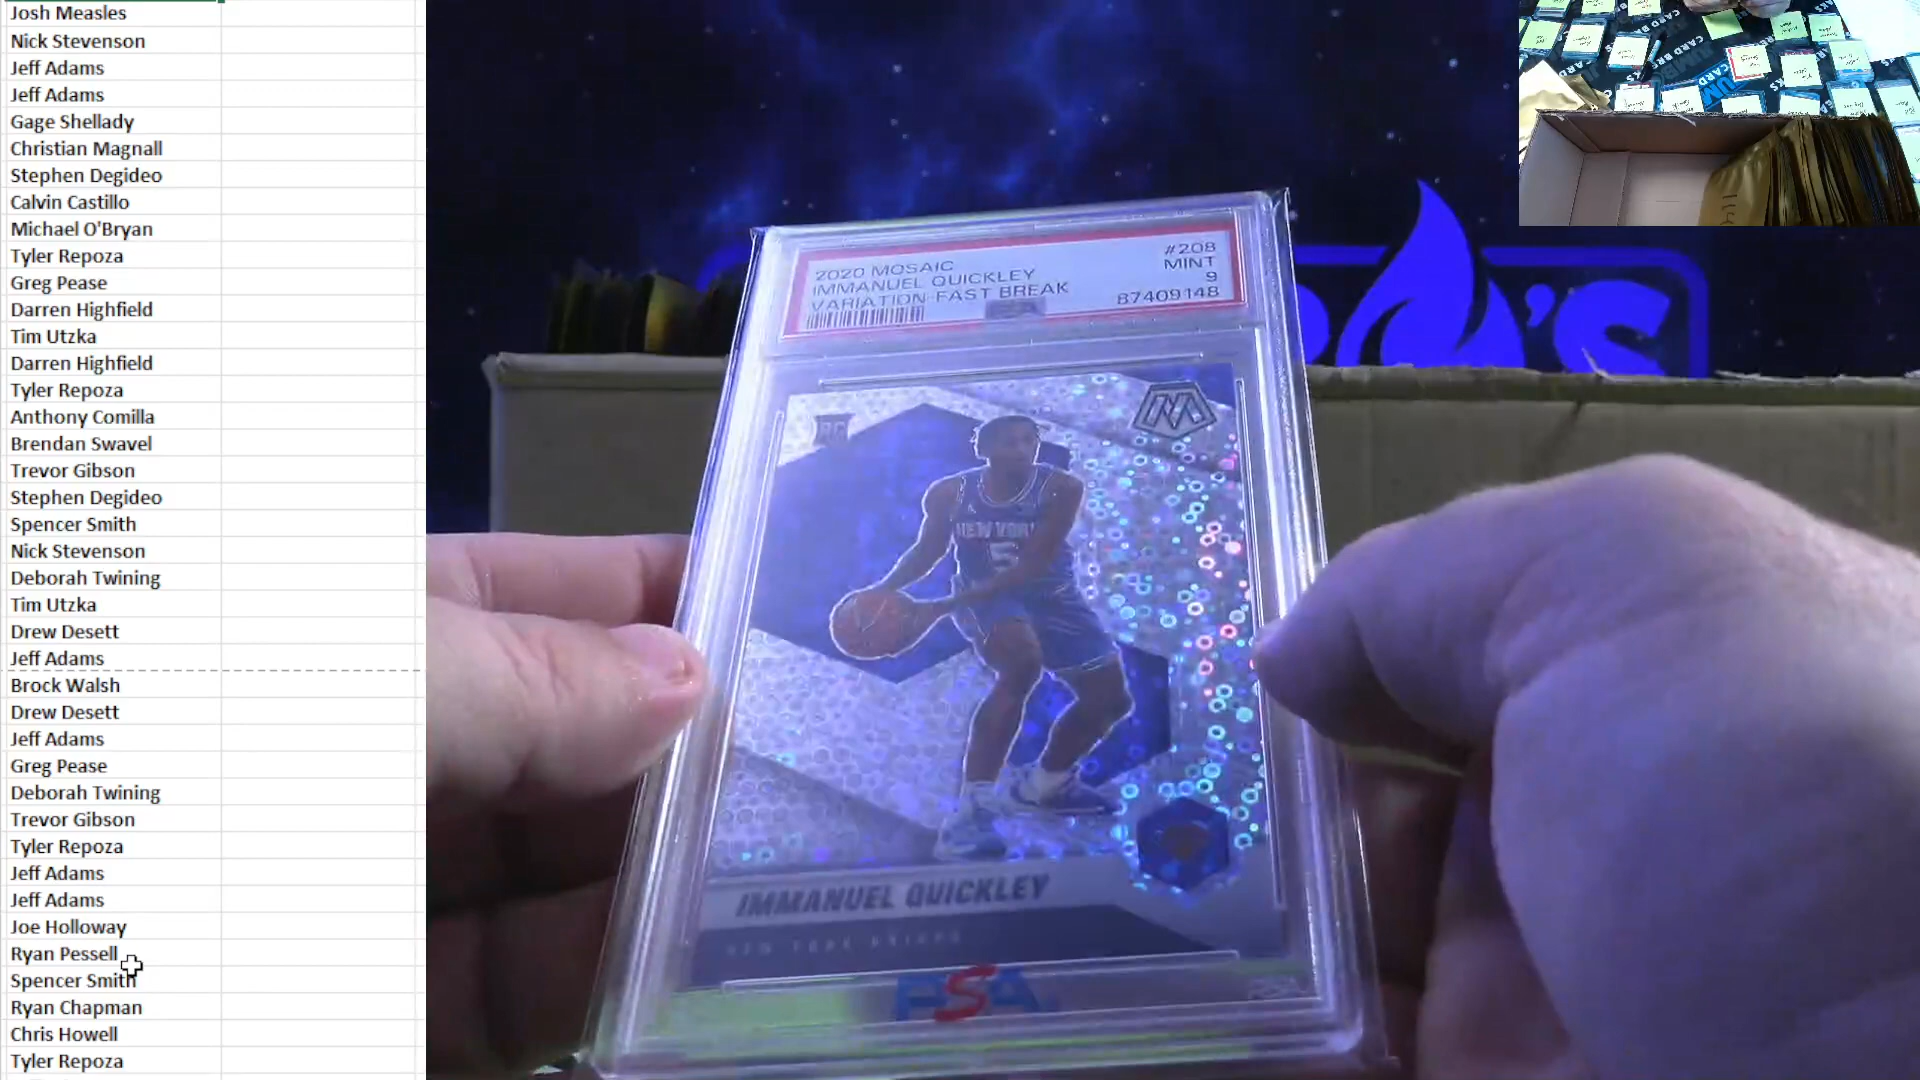 Josh Measles
Nick Stevenson
Jeff Adams
Jeff Adams
Gage Shellady
Christian Magnall
Stephen Degideo
Calvin Castillo
Michael O'Bryan
Tyler Repoza
Greg Pease
Darren Highfield
Tim Utzka
Darren Highfield
Tyler Repoza
Anthony Comilla
Brendan Swavel
Trevor Gibson
Stephen Degideo
Spencer Smith
Nick Stevenson
Deborah Twining
Tim Utzka
Drew Desett
Jeff Adams
Brock Walsh
Drew Desett
Jeff Adams
Greg Pease
Deborah Twining
Trevor Gibson
Tyler Repoza
Jeff Adams
Jeff Adams
Joe Holloway
Ryan Pessell
Spencer Smith
Ryan Chapman
Chris Howell
Tyler Repoza
2020 MOSAIC #208
IMMANUEL QUICKLEY MINT
VARIATION-FAST BREAK 9
87409148
RC
NEW YORK
5
IMMANUEL QUICKLEY
NEW YORK KNICKS
PSA
'S
CARD